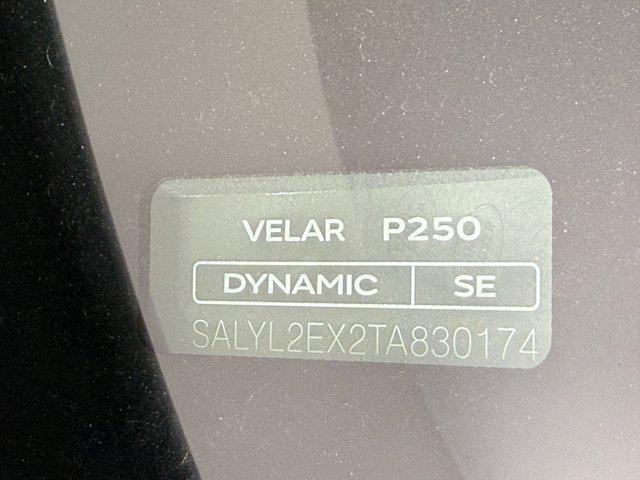 VELAR P250
DYNAMIC SE
SALYL2EX2TA830174